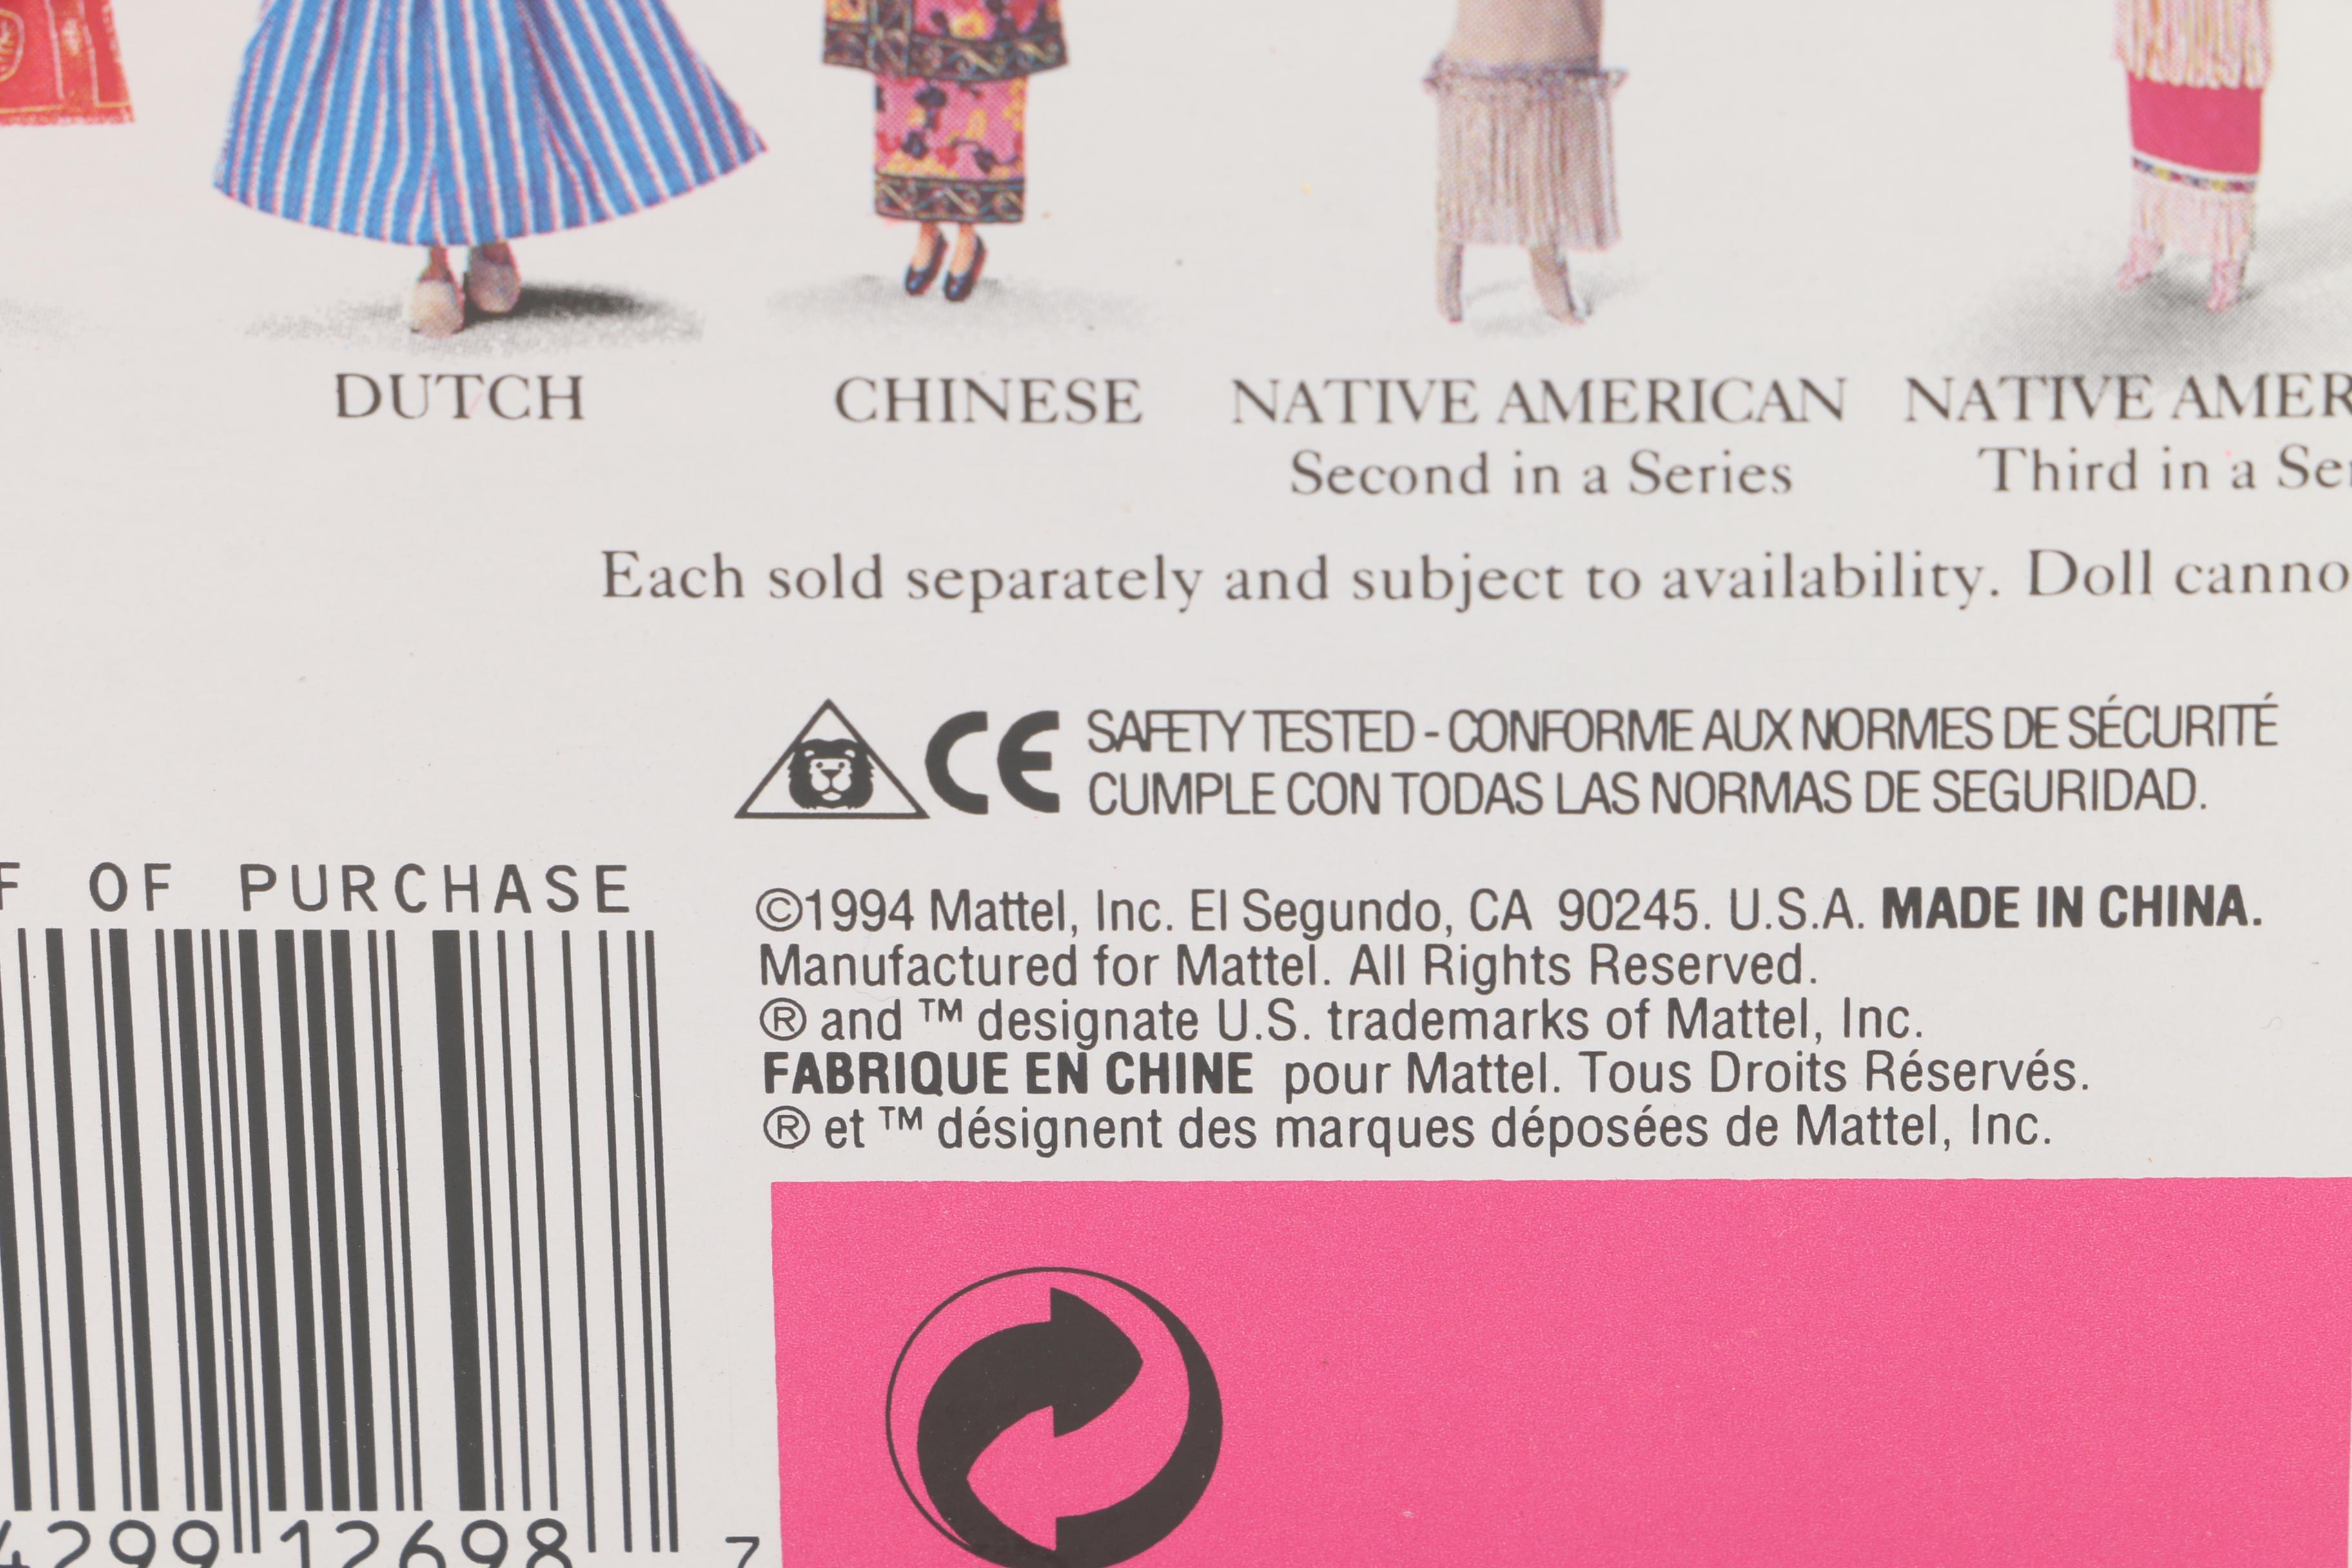 DUTCH CHINESE NATIVE AMERICAN NATIVE AMER
Second in a Series Third in a Se
Each sold separately and subject to availability. Doll canno
CE SAFETY TESTED - CONFORME AUX NORMES DE SÉCURITÉ
CUMPLE CON TODAS LAS NORMAS DE SEGURIDAD.
F OF PURCHASE
©1994 Mattel, Inc. El Segundo, CA 90245. U.S.A. MADE IN CHINA.
Manufactured for Mattel. All Rights Reserved.
® and ™ designate U.S. trademarks of Mattel, Inc.
FABRIQUE EN CHINE pour Mattel. Tous Droits Réservés.
® et ™ désignent des marques déposées de Mattel, Inc.
4299 12698 7